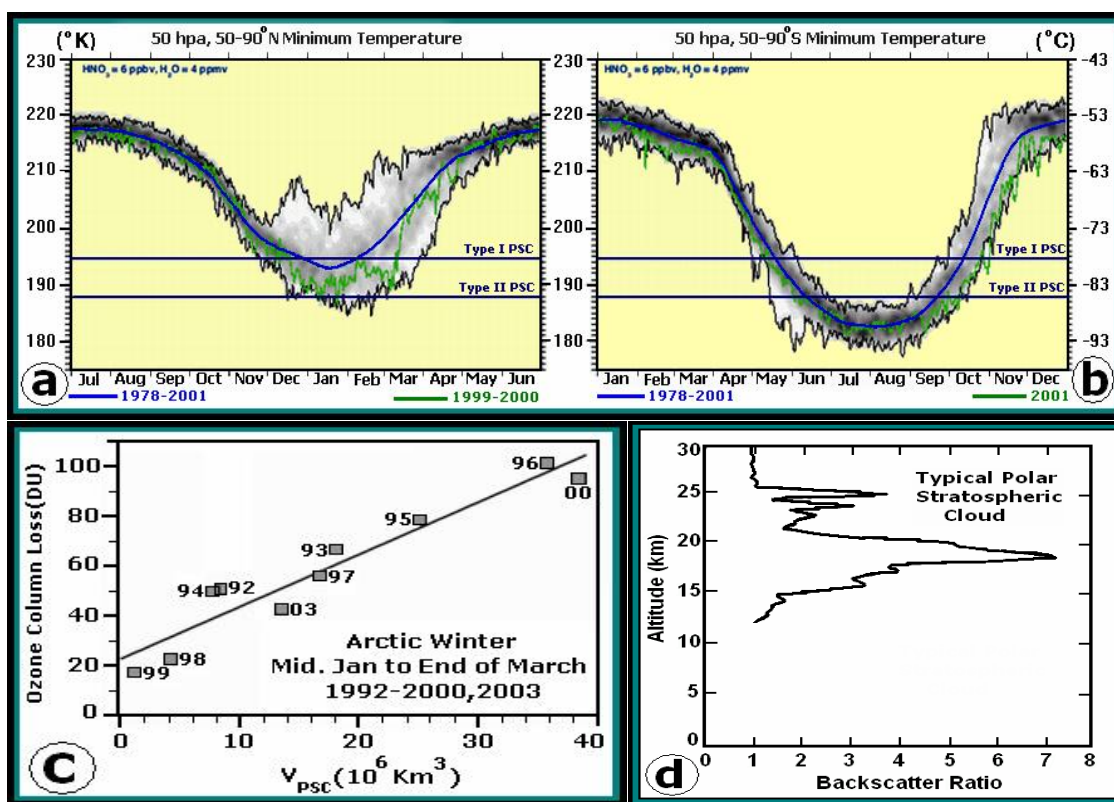 (°K)
50 hpa, 50-90°N Minimum Temperature
50 hpa, 50-90°S Minimum Temperature
(°C)
230
220
210
200
190
180
HNO3 = 6 ppbv, H2O = 4 ppmv
Type I PSC
Type II PSC
a
Jul Aug Sep Oct Nov Dec Jan Feb Mar Apr May Jun
1978-2001
1999-2000
230
220
210
200
190
180
HNO3 = 6 ppbv, H2O = 4 ppmv
Type I PSC
Type II PSC
-43
-53
-63
-73
-83
-93
b
Jan Feb Mar Apr May Jun Jul Aug Sep Oct Nov Dec
1978-2001
2001
Ozone Column Loss(DU)
100
80
60
40
20
0
96
00
95
93
97
94
92
03
98
99
Arctic Winter
Mid. Jan to End of March
1992-2000,2003
0 10 20 30 40
VPSC(10^6 Km^3)
c
Altitude (km)
30
25
20
15
10
5
0
Typical Polar
Stratospheric
Cloud
0 1 2 3 4 5 6 7 8
Backscatter Ratio
d